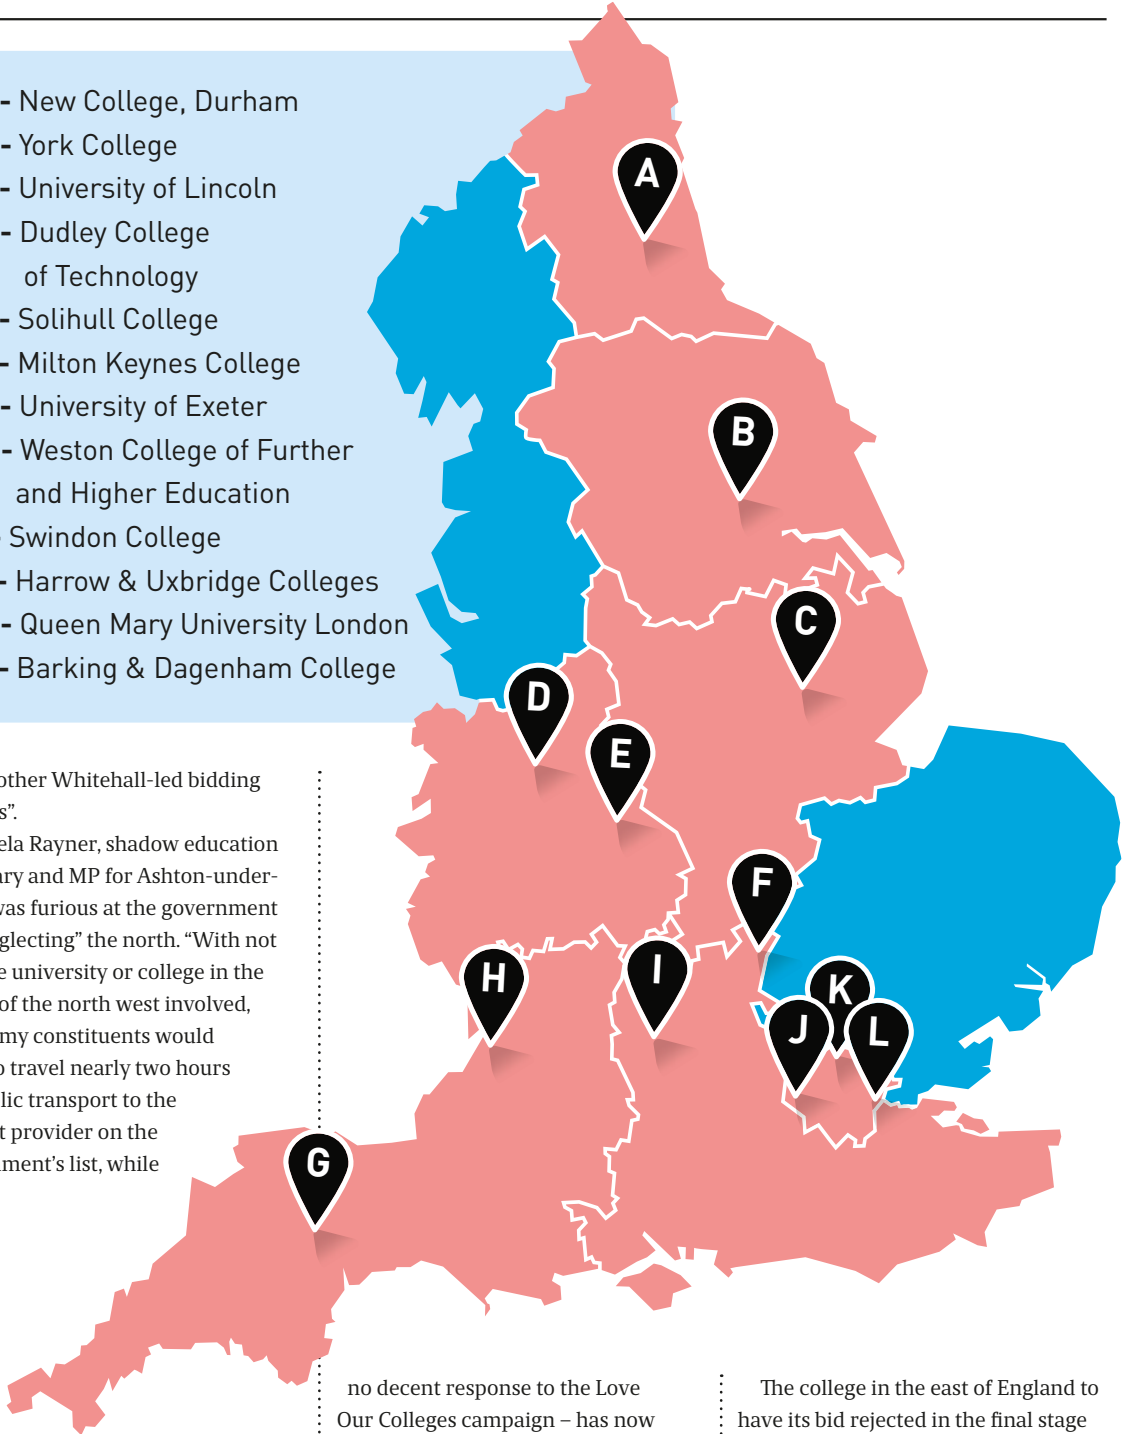 - New College, Durham
- York College
- University of Lincoln
- Dudley College
of Technology
- Solihull College
- Milton Keynes College
- University of Exeter
- Weston College of Further
and Higher Education
- Swindon College
- Harrow & Uxbridge Colleges
- Queen Mary University London
- Barking & Dagenham College
A
B
C
D
E
F
G
H
I
J
K
L
other Whitehall-led bidding
s”.
ela Rayner, shadow education
ary and MP for Ashton-under-
was furious at the government
glecting” the north. “With not
e university or college in the
of the north west involved,
my constituents would
o travel nearly two hours
lic transport to the
t provider on the
nment’s list, while
no decent response to the Love
Our Colleges campaign – has now
The college in the east of England to
have its bid rejected in the final stage